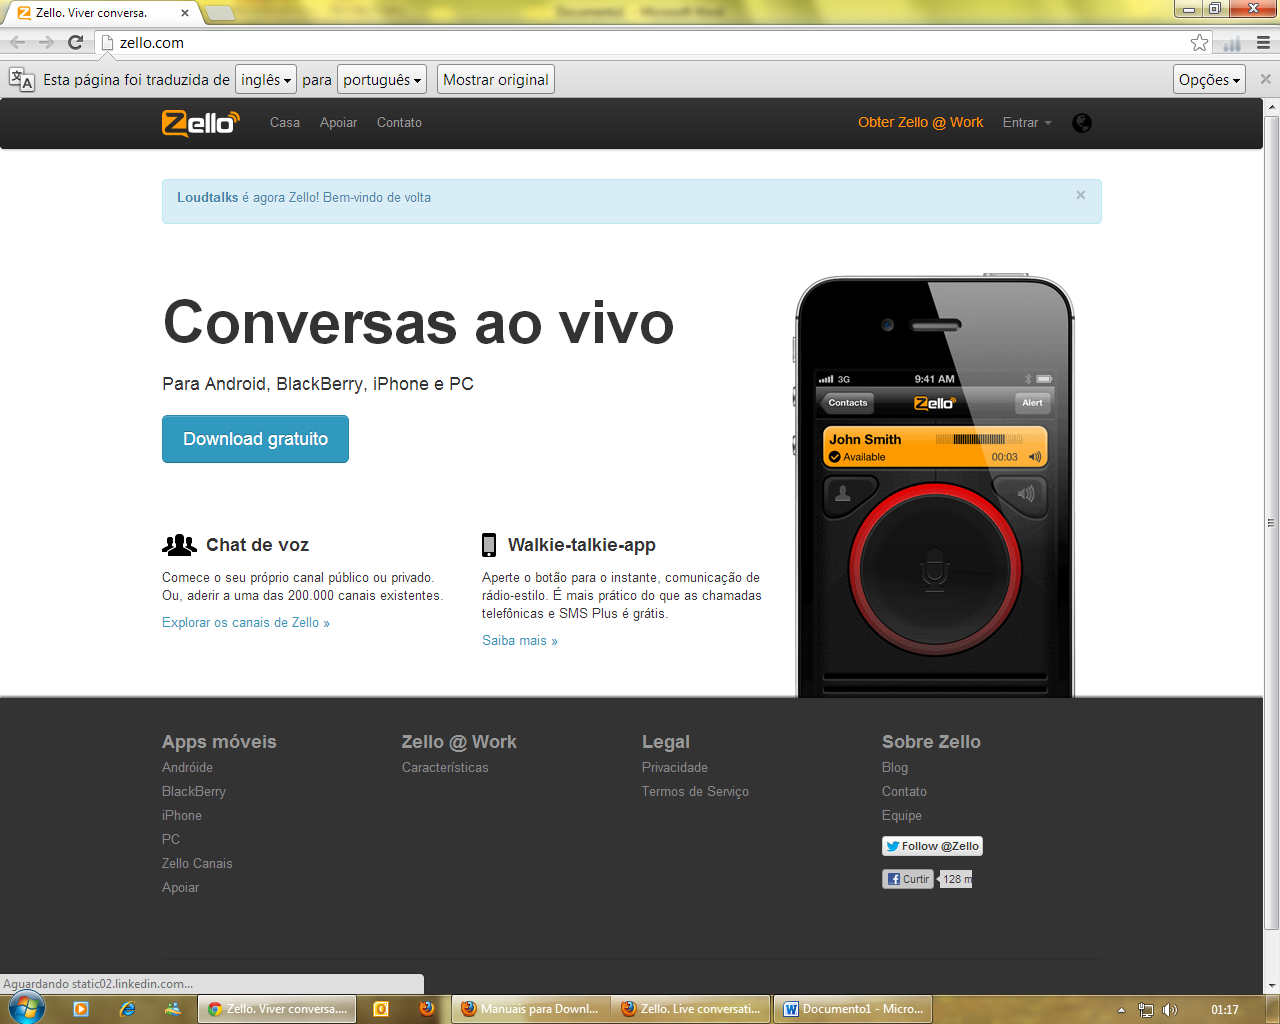 Zello. Viver conversa.
Documento1 - Microsoft Word
zello.com
Esta página foi traduzida de inglês para português Mostrar original Opções
Zello Casa Apoiar Contato Obter Zello @ Work Entrar
Loudtalks é agora Zello! Bem-vindo de volta
Conversas ao vivo
Para Android, BlackBerry, iPhone e PC
Download gratuito
3G 9:41 AM
Contacts Zello Alert
John Smith
Available 00:03
Chat de voz
Comece o seu próprio canal público ou privado.
Ou, aderir a uma das 200.000 canais existentes.
Explorar os canais de Zello »
Walkie-talkie-app
Aperte o botão para o instante, comunicação de
rádio-estilo. É mais prático do que as chamadas
telefônicas e SMS Plus é grátis.
Saiba mais »
Apps móveis
Andróide
BlackBerry
iPhone
PC
Zello Canais
Apoiar
Zello @ Work
Características
Legal
Privacidade
Termos de Serviço
Sobre Zello
Blog
Contato
Equipe
Follow @Zello
Curtir 128 m
Aguardando static02.linkedin.com...
Zello. Viver conversa.... Manuais para Downl... Zello. Live conversati... Documento1 - Micro... 01:17